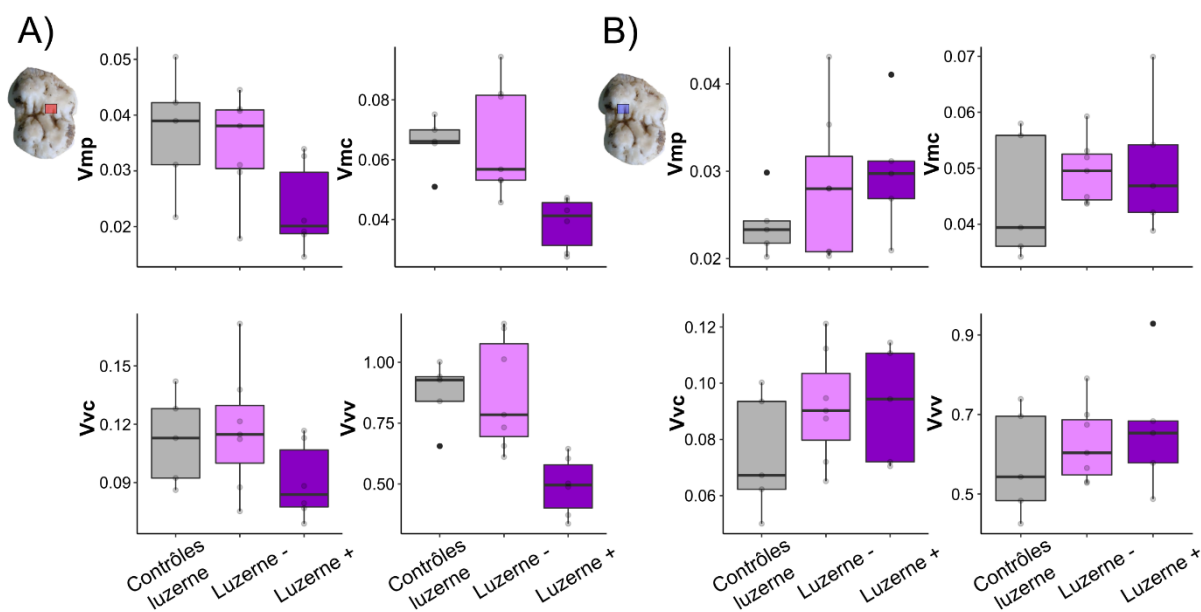 A)
B)
Vmp
0.05
0.04
0.03
0.02
Vmc
0.08
0.06
0.04
Vmp
0.04
0.03
0.02
Vmc
0.07
0.06
0.05
0.04
Vvc
0.15
0.12
0.09
Contrôles
luzerne
Luzerne -
Luzerne +
Vvv
1.00
0.75
0.50
Contrôles
luzerne
Luzerne -
Luzerne +
Vvc
0.12
0.10
0.08
0.06
Contrôles
luzerne
Luzerne -
Luzerne +
Vvv
0.9
0.7
0.5
Contrôles
luzerne
Luzerne -
Luzerne +